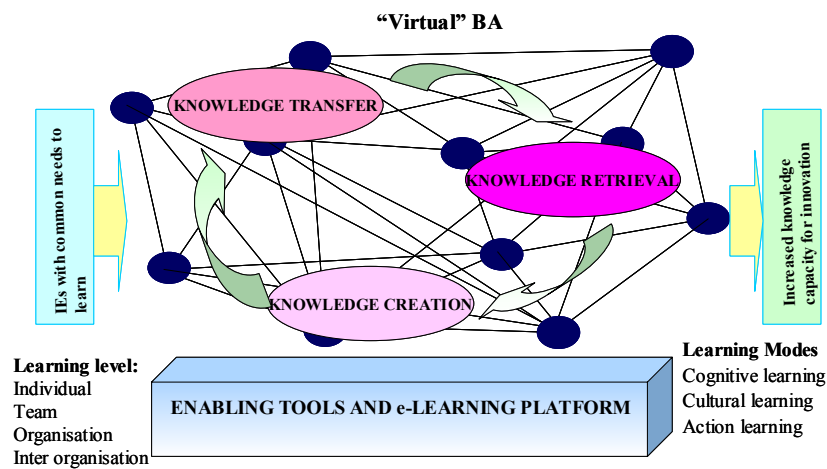 “Virtual” BA
KNOWLEDGE TRANSFER
KNOWLEDGE RETRIEVAL
KNOWLEDGE CREATION
IEs with common needs to
learn
Increased knowledge
capacity for innovation
Learning level:
Individual
Team
Organisation
Inter organisation
ENABLING TOOLS AND e-LEARNING PLATFORM
Learning Modes
Cognitive learning
Cultural learning
Action learning